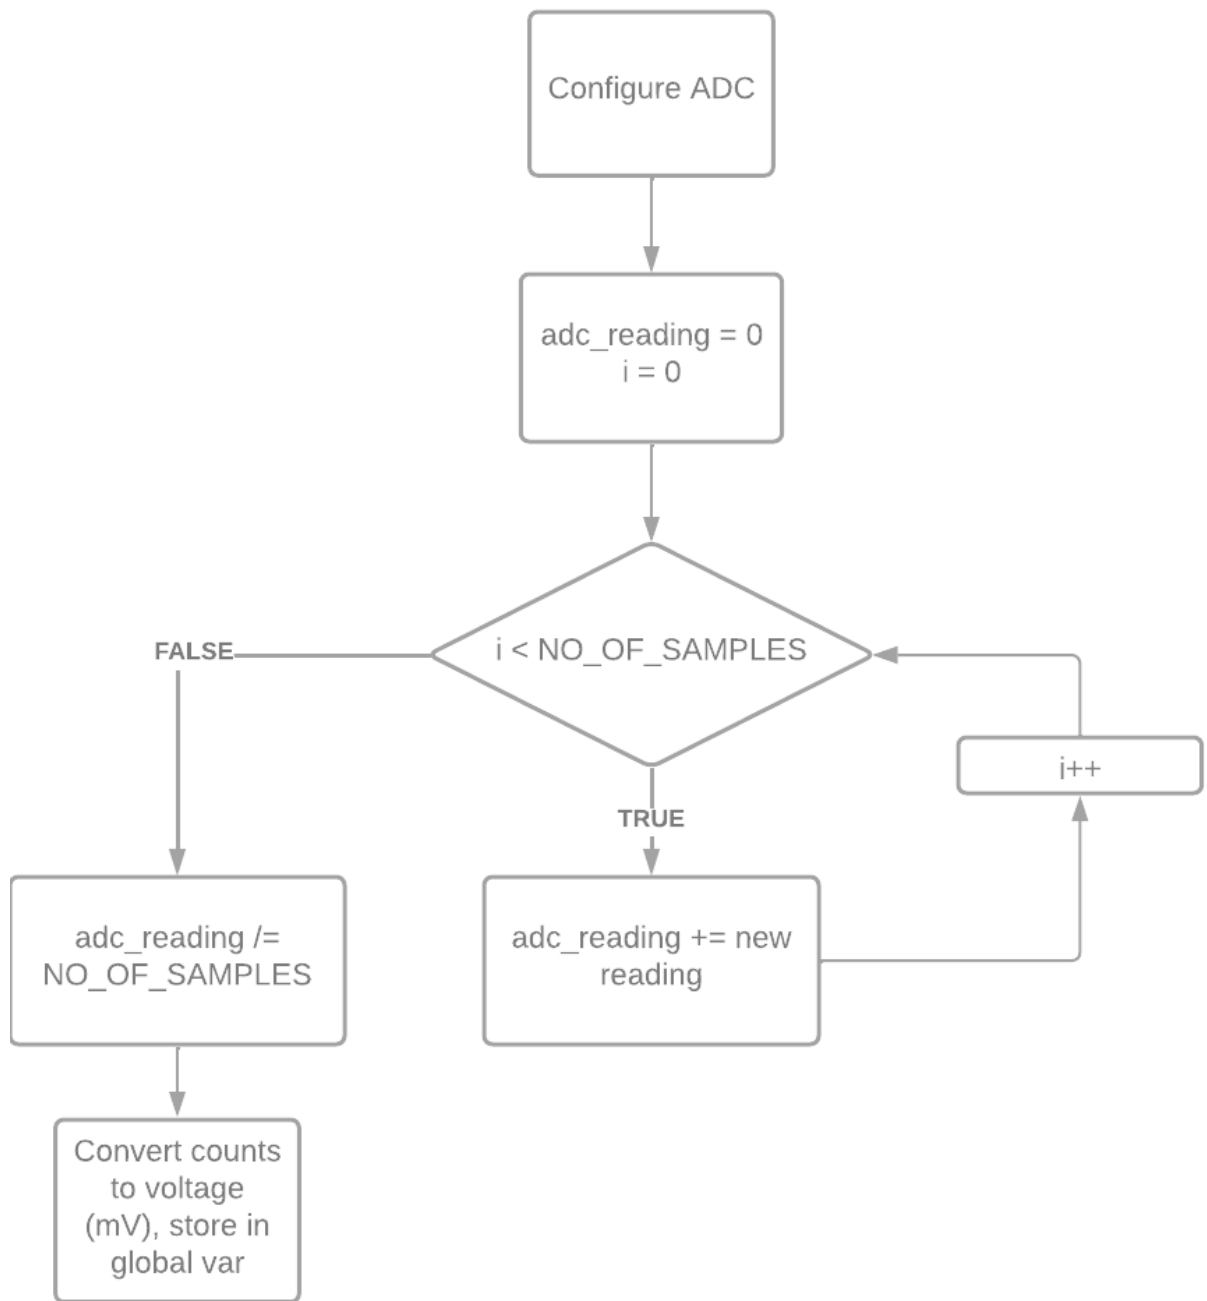 Configure ADC
adc_reading = 0
i = 0
i < NO_OF_SAMPLES
FALSE
TRUE
i++
adc_reading /=
NO_OF_SAMPLES
adc_reading += new
reading
Convert counts
to voltage
(mV), store in
global var